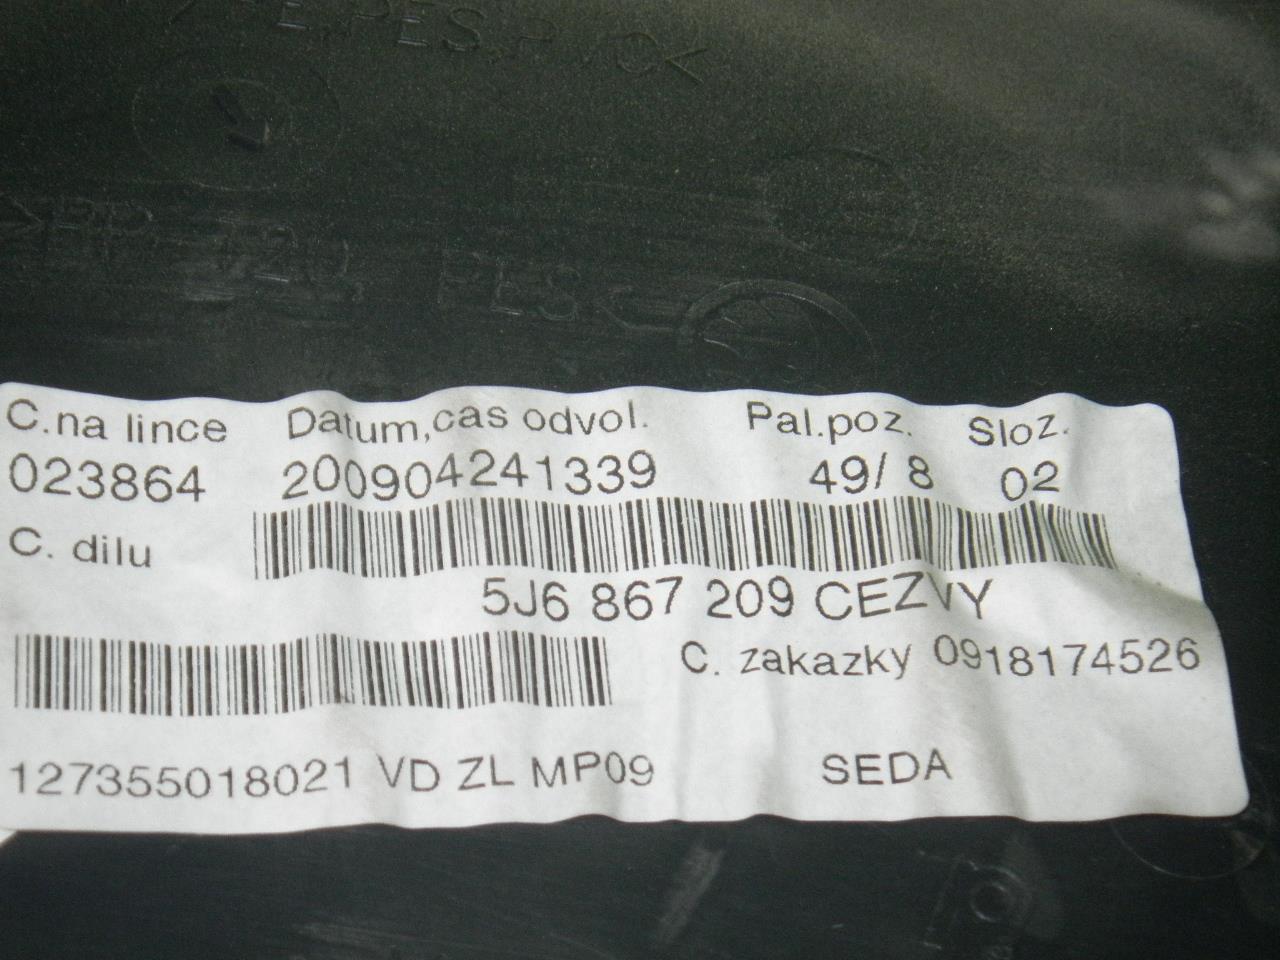 PES
C.na lince Datum,cas odvol. Pal.poz. Sloz.
023864 200904241339 49/ 8 02
C. dilu
5J6 867 209 CEZVY
C. zakazky 0918174526
127355018021 VD ZL MP09 SEDA